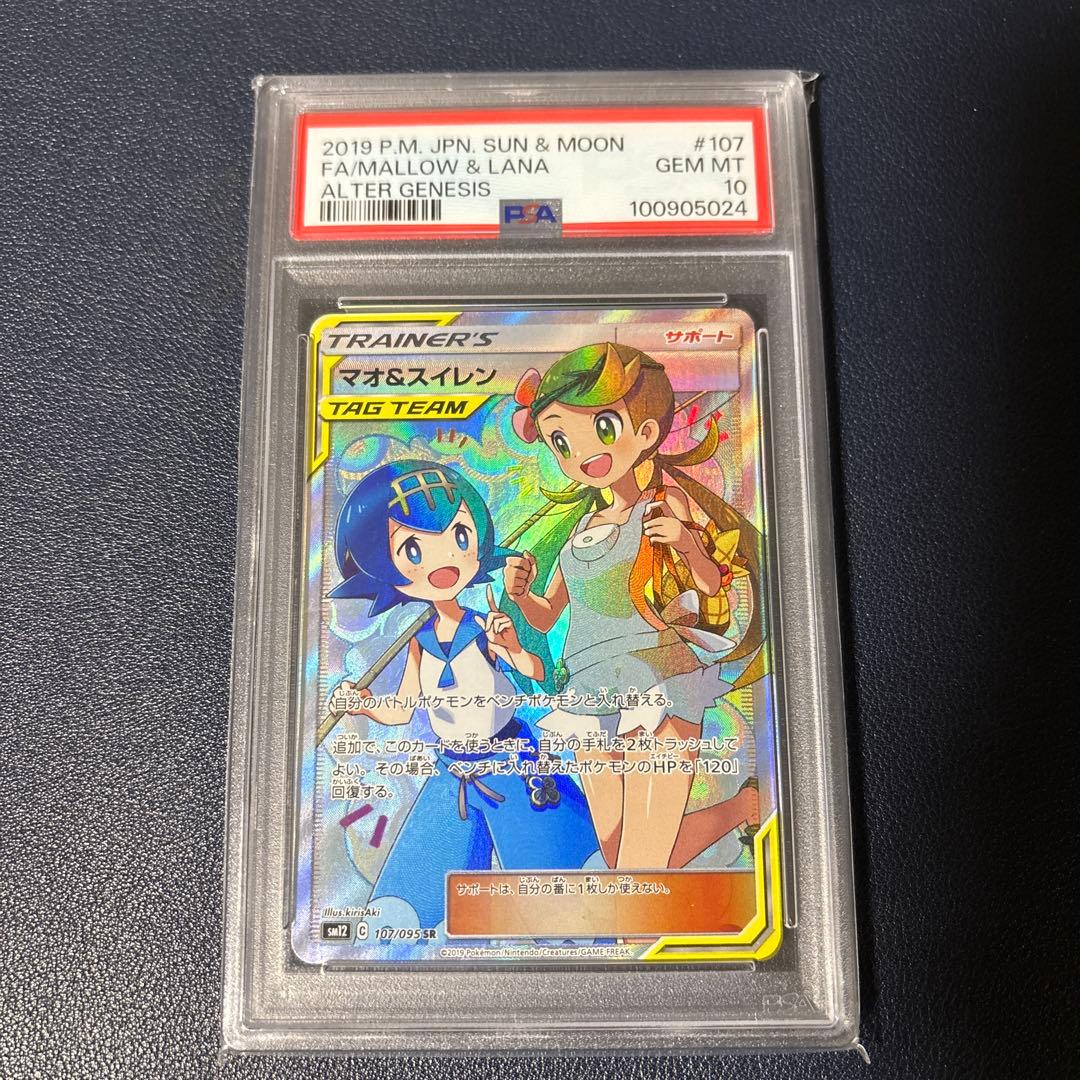 2019 P.M. JPN. SUN & MOON #107
FA/MALLOW & LANA GEM MT
ALTER GENESIS 10
PSA 100905024
TRAINER'S サポート
マオ&スイレン
TAG TEAM
自分のバトルポケモンをベンチポケモンと入れ替える。
追加で、このカードを使うときに、自分の手札を2枚トラッシュして
よい。その場合、ベンチに入れ替えたポケモンのHPを「120」
回復する。
サポートは、自分の番に1枚しか使えない。
Illus.kirisAki
sm12 C 107/095 SR
©2019 Pokémon/Nintendo/Creatures/GAME FREAK.
PSA